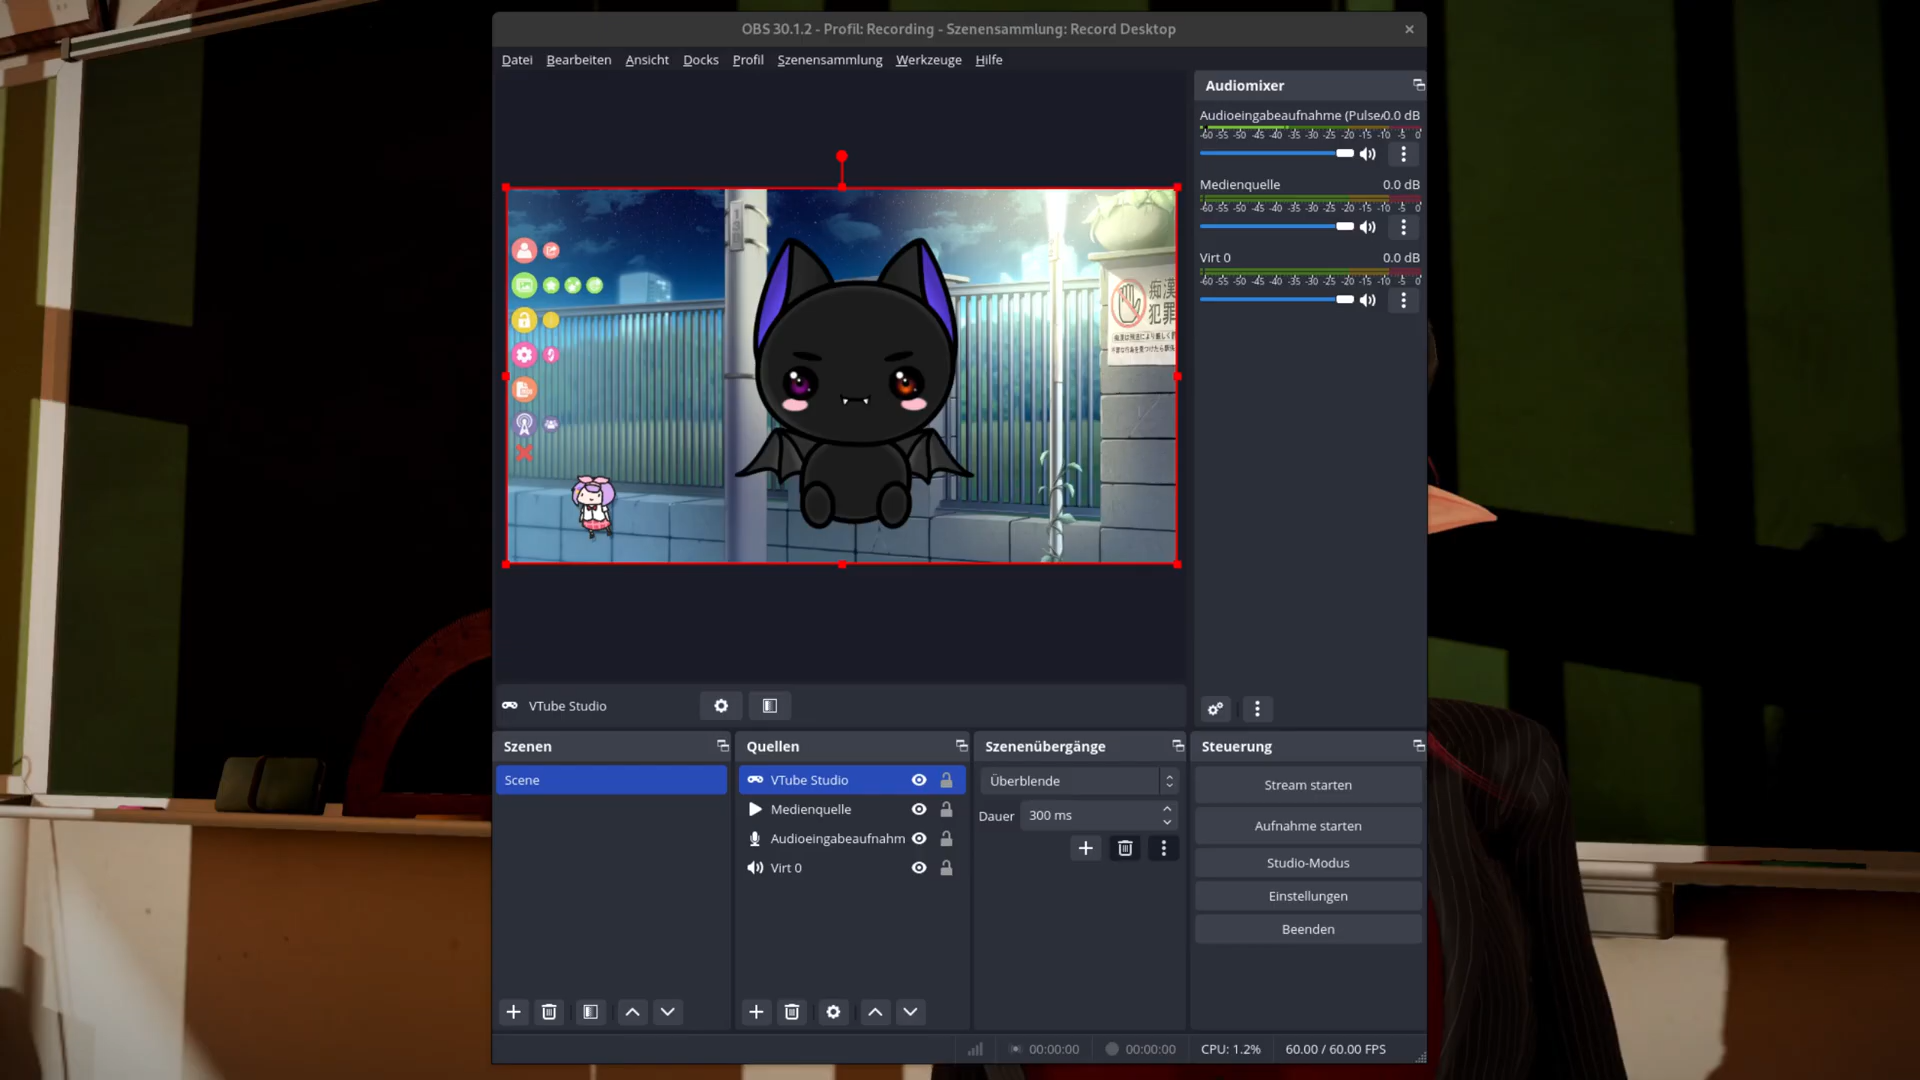 OBS 30.1.2 - Profil: Recording - Szenensammlung: Record Desktop
Datei Bearbeiten Ansicht Docks Profil Szenensammlung Werkzeuge Hilfe
Audiomixer
Audioeingabeaufnahme (Pulse/ 0.0 dB
-60 -55 -50 -45 -40 -35 -30 -25 -20 -15 -10 -5 0
Medienquelle 0.0 dB
-60 -55 -50 -45 -40 -35 -30 -25 -20 -15 -10 -5 0
Virt 0 0.0 dB
-60 -55 -50 -45 -40 -35 -30 -25 -20 -15 -10 -5 0
痴漢
犯罪
VTube Studio
Szenen
Scene
Quellen
VTube Studio
Medienquelle
Audioeingabeaufnahm
Virt 0
Szenenübergänge
Überblende
Dauer 300 ms
Steuerung
Stream starten
Aufnahme starten
Studio-Modus
Einstellungen
Beenden
00:00:00 00:00:00 CPU: 1.2% 60.00 / 60.00 FPS